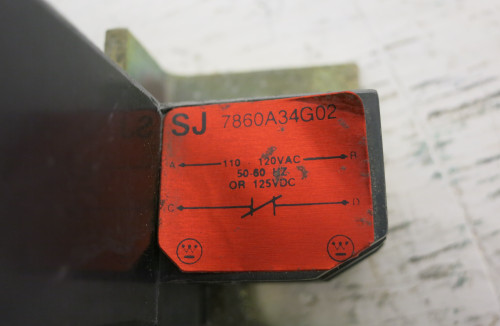 SJ 7860A34G02
A 110 120VAC B
50-60 HZ
OR 125VDC
C D